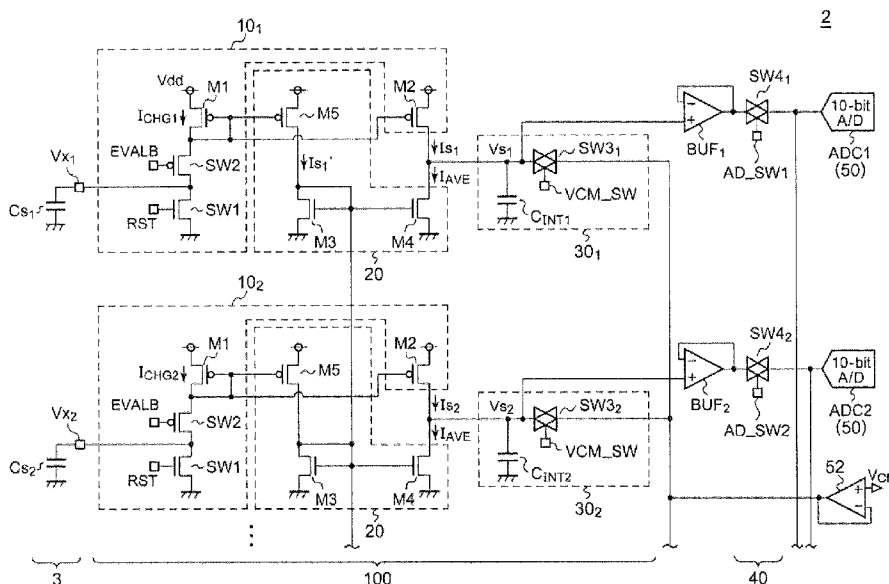 2
10₁
Vdd
M1
M5
M2
I_CHG1
EVALB
Vx₁
SW2
Cs₁
RST
SW1
Is₁'
Is₁
I_AVE
M3
M4
20
Vs₁
SW3₁
VCM_SW
C_INT1
30₁
BUF₁
SW4₁
AD_SW1
10-bit
A/D
ADC1
(50)
10₂
M1
M5
M2
I_CHG2
EVALB
Vx₂
SW2
Cs₂
RST
SW1
Is₂
I_AVE
M3
M4
20
Vs₂
SW3₂
VCM_SW
C_INT2
30₂
BUF₂
SW4₂
AD_SW2
10-bit
A/D
ADC2
(50)
52
3
100
40